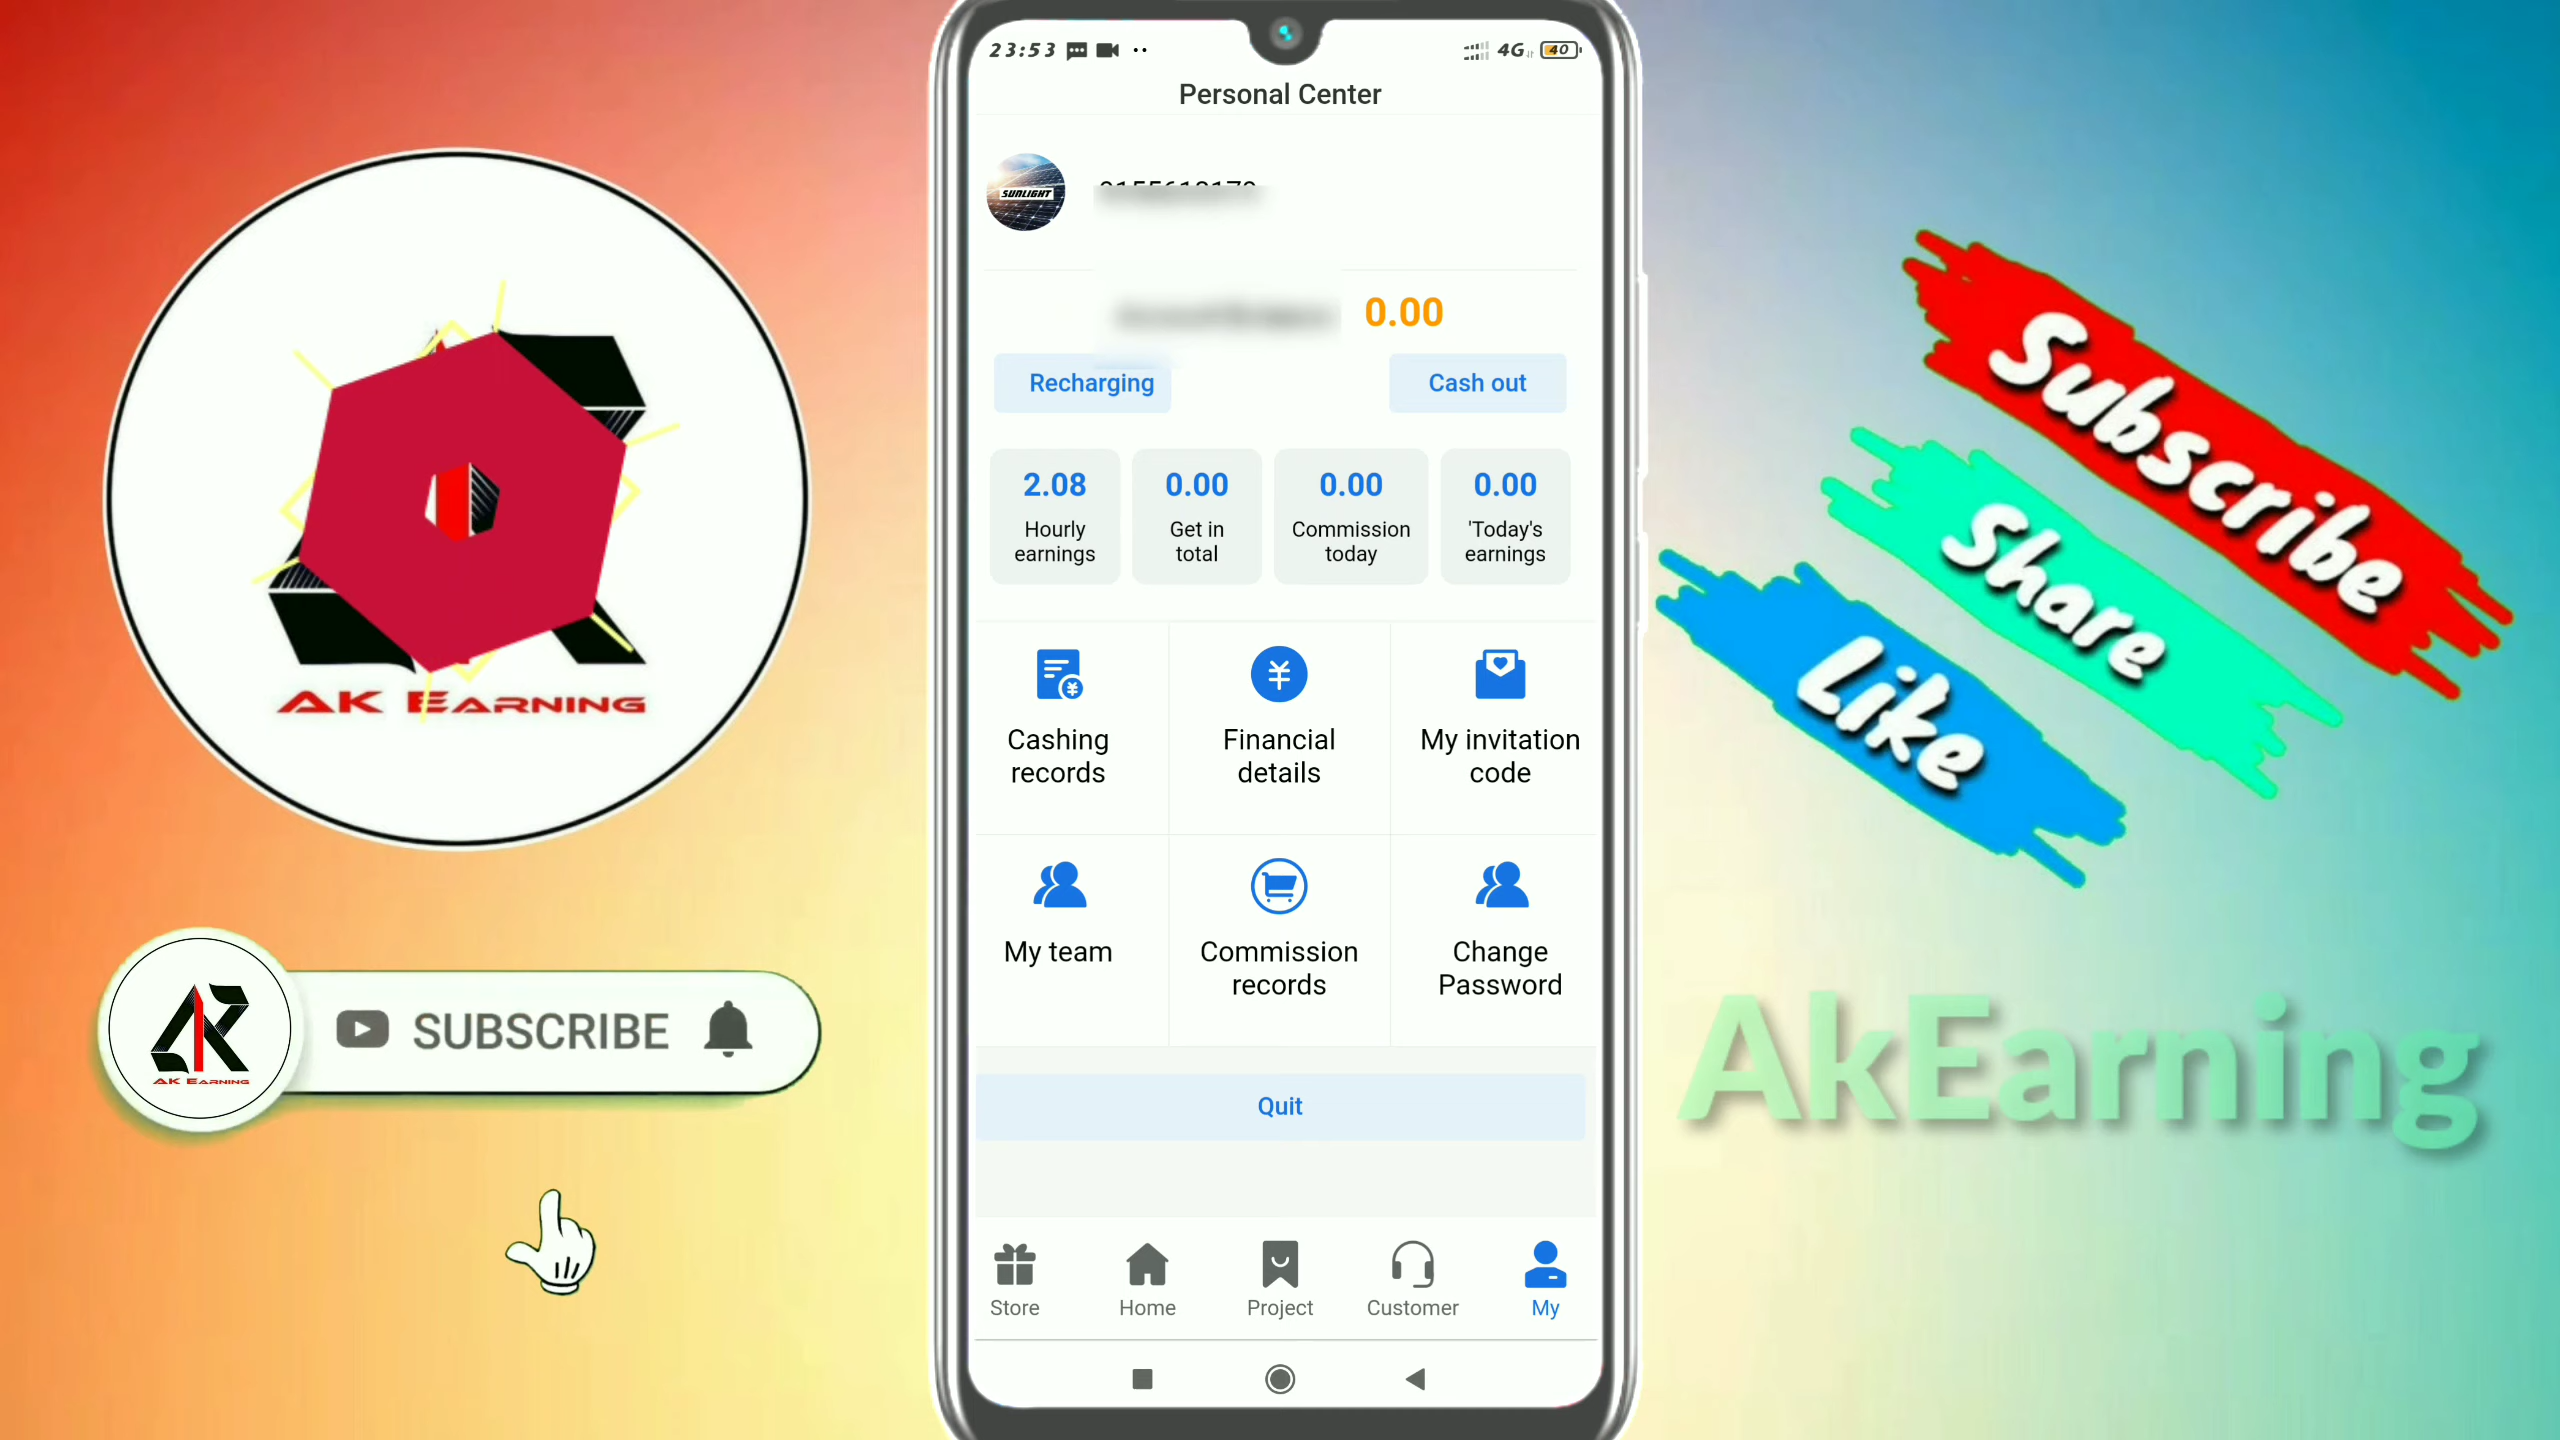 23:53
4G
40
Personal Center
SUNLIGHT
0.00
Recharging
Cash out
2.08
Hourly
earnings
0.00
Get in
total
0.00
Commission
today
0.00
'Today's
earnings
Cashing
records
Financial
details
My invitation
code
My team
Commission
records
Change
Password
Quit
Store
Home
Project
Customer
My
AK Earning
AK Earning
SUBSCRIBE
Subscribe
Share
Like
AkEarning